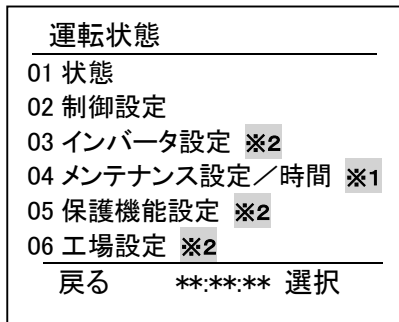 運転状態
01 状態
02 制御設定
03 インバータ設定 ※2
04 メンテナンス設定／時間 ※1
05 保護機能設定 ※2
06 工場設定 ※2
戻る **:**:** 選択